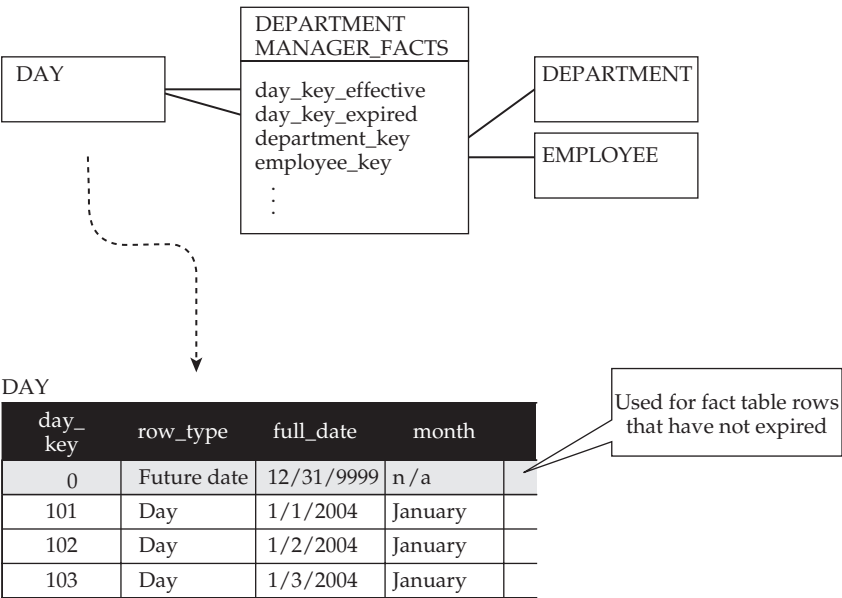 DEPARTMENT
MANAGER_FACTS
DAY
day_key_effective
day_key_expired
department_key
employee_key
.
.
.
DEPARTMENT
EMPLOYEE
DAY
day_
key row_type full_date month
0 Future date 12/31/9999 n/a
101 Day 1/1/2004 January
102 Day 1/2/2004 January
103 Day 1/3/2004 January
Used for fact table rows
that have not expired